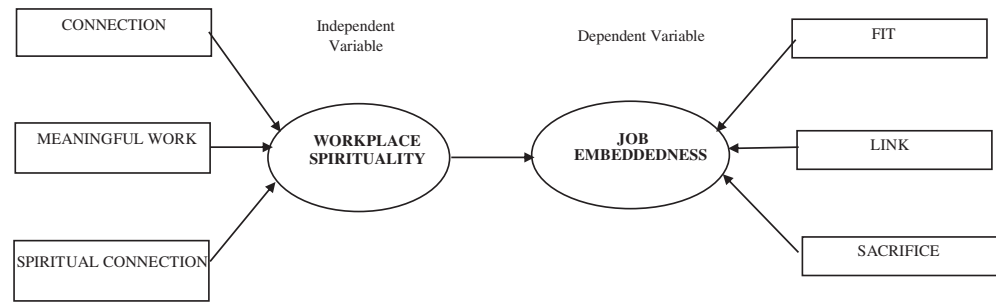 CONNECTION
Independent
Variable
Dependent Variable
FIT
MEANINGFUL WORK
WORKPLACE
SPIRITUALITY
JOB
EMBEDDEDNESS
LINK
SPIRITUAL CONNECTION
SACRIFICE